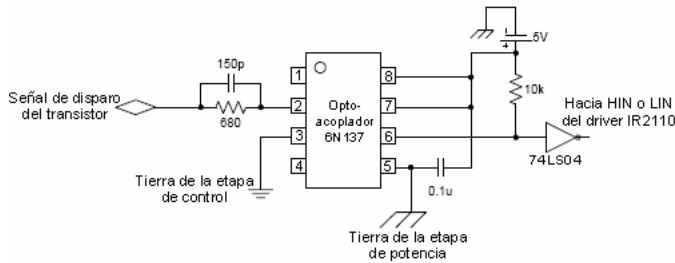 5V
150p
1
8
10k
Señal de disparo
del transistor
680
2
Opto-
acoplador
6N137
7
Hacia HIN o LIN
del driver IR2110
3
6
74LS04
4
5
0.1u
Tierra de la etapa
de control
Tierra de la etapa
de potencia